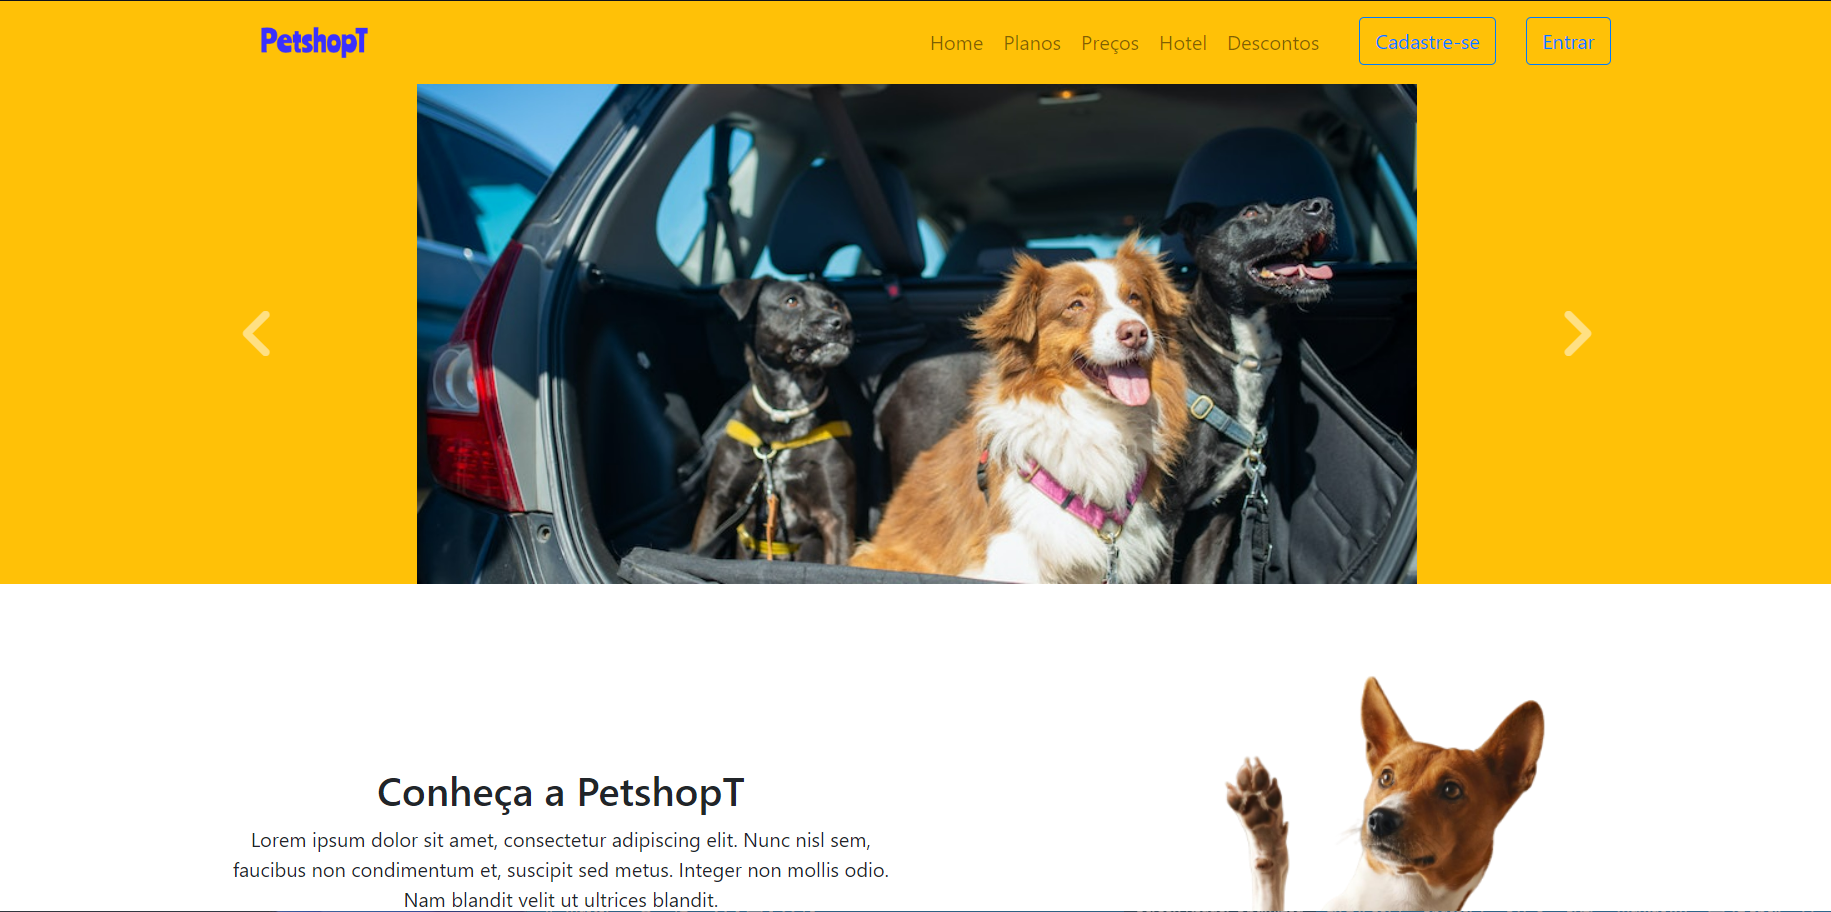 PetshopT
Home Planos Preços Hotel Descontos Cadastre-se Entrar
Conheça a PetshopT
Lorem ipsum dolor sit amet, consectetur adipiscing elit. Nunc nisl sem,
faucibus non condimentum et, suscipit sed metus. Integer non mollis odio.
Nam blandit velit ut ultrices blandit.